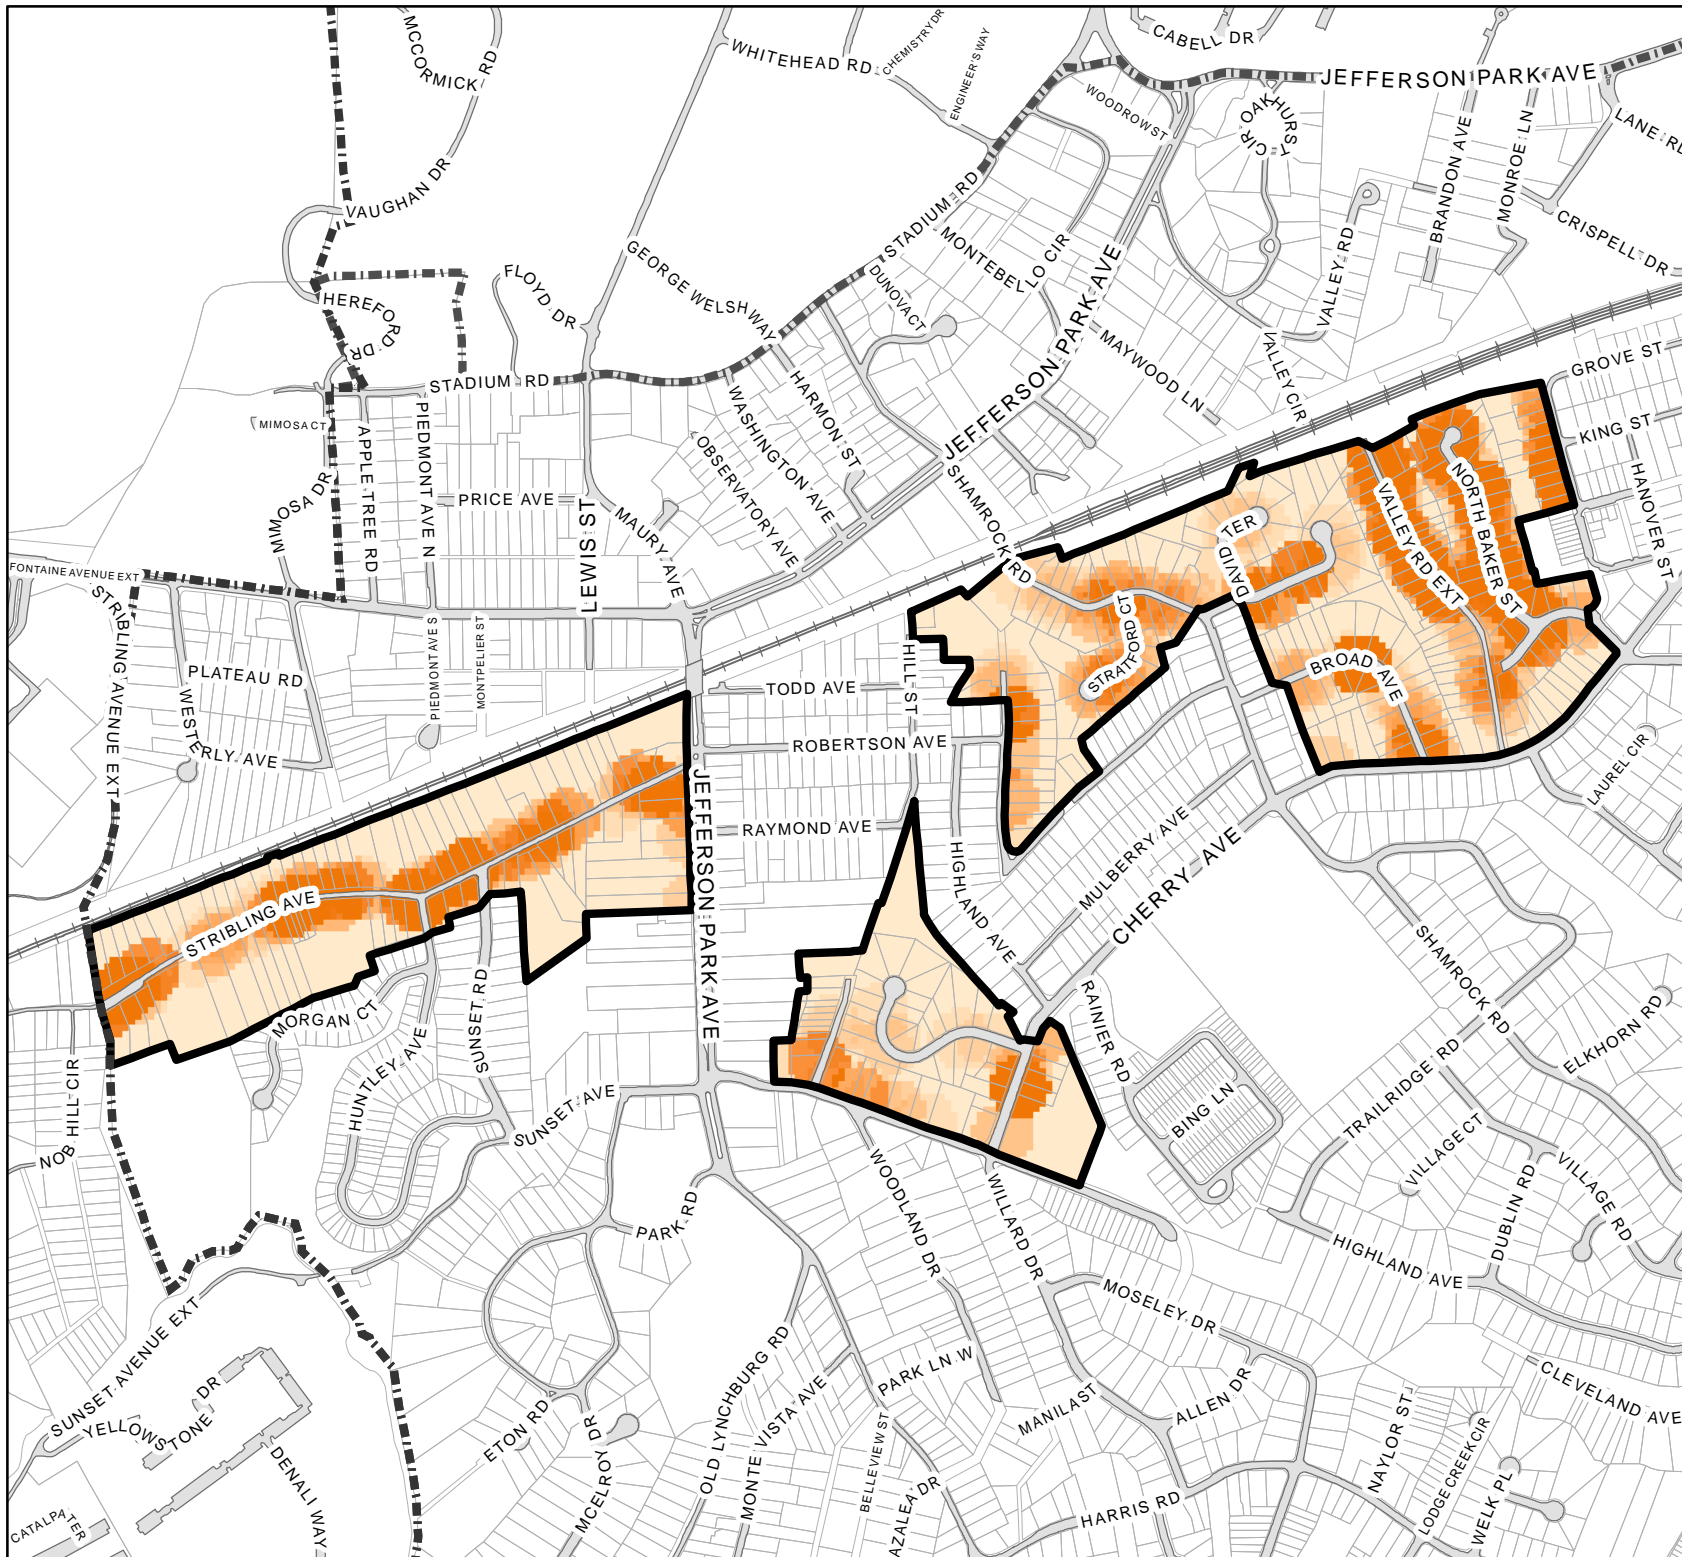 MCCORMICK RD
WHITEHEAD RD
CHEMISTRY DR
ENGINEER'S WAY
CABELL DR
JEFFERSON PARK AVE
WOODROW ST
OAKHURST CIR
LANE RD
BRANDON AVE
MONROE LN
VAUGHAN DR
STADIUM RD
CRISPELL DR
VALLEY RD
MONTEBELLO CIR
GEORGE WELSH WAY
FLOYD DR
DUNOVA CT
HEREFORD DR
JEFFERSON PARK AVE
MAYWOOD LN
VALLEY CIR
GROVE ST
STADIUM RD
HARMON ST
WASHINGTON AVE
OBSERVATORY AVE
MIMOSA CT
PIEDMONT AVE N
APPLE TREE RD
KING ST
HANOVER ST
MIMOSA DR
PRICE AVE
LEWIS ST
MAURY AVE
SHAMROCK RD
VALLEY RD EXT
NORTH BAKER ST
DAVID TER
FONTAINE AVENUE EXT
STRIBLING AVENUE EXT
PLATEAU RD
WESTERLY AVE
PIEDMONT AVE S
MONTPELIER ST
STRATFORD CT
BROAD AVE
TODD AVE
HILL ST
ROBERTSON AVE
LAUREL CIR
JEFFERSON PARK AVE
RAYMOND AVE
HIGHLAND AVE
MULBERRY AVE
CHERRY AVE
STRIBLING AVE
MORGAN CT
SUNSET RD
HUNTLEY AVE
RAINIER RD
SHAMROCK RD
ELKHORN RD
NOB HILL CIR
SUNSET AVE
BING LN
TRAILRIDGE RD
VILLAGE CT
VILLAGE RD
DUBLIN RD
WOODLAND DR
WILLARD DR
PARK RD
HIGHLAND AVE
MOSELEY DR
SUNSET AVENUE EXT
YELLOWSTONE DR
OLD LYNCHBURG RD
PARK LN W
MONTE VISTA AVE
MANILA ST
ALLEN DR
CLEVELAND AVE
NAYLOR ST
LODGE CREEK CIR
ETON RD
MCELROY DR
BELLEVIEW ST
AZALEA DR
HARRIS RD
WELK PL
DENALI WAY
CATALPA TER